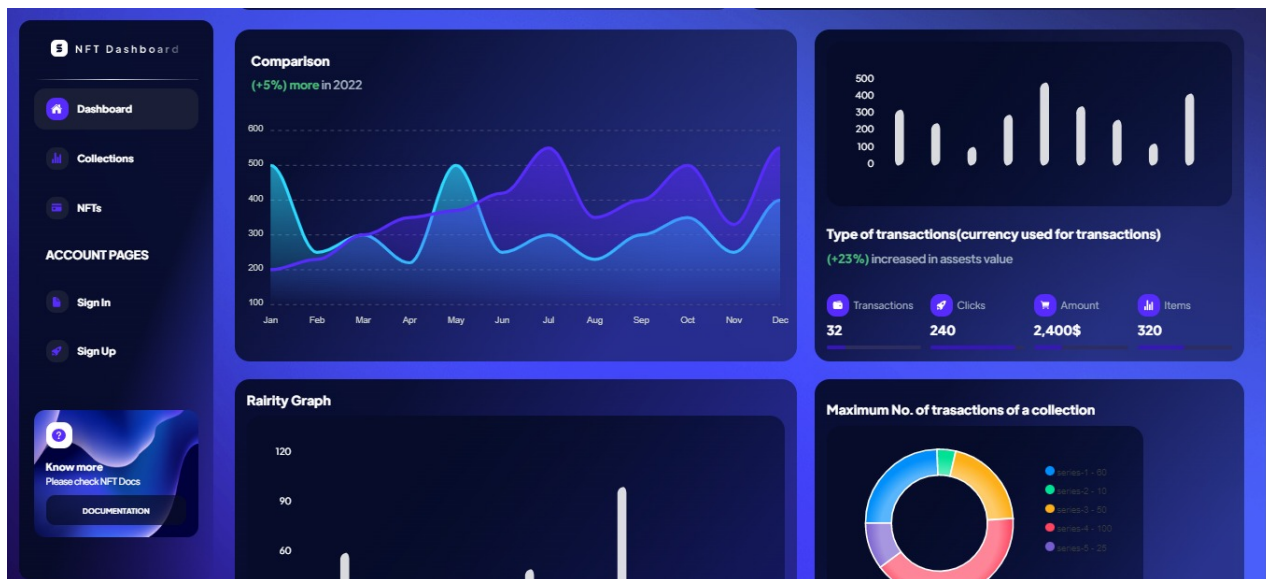 NFT Dashboard
Dashboard
Collections
NFTs
ACCOUNT PAGES
Sign In
Sign Up
Know more
Please check NFT Docs
DOCUMENTATION
Comparison
(+5%) more in 2022
600
500
400
300
200
100
Jan Feb Mar Apr May Jun Jul Aug Sep Oct Nov Dec
500
400
300
200
100
0
Type of transactions(currency used for transactions)
(+23%) increased in assests value
Transactions Clicks Amount Items
32 240 2,400$ 320
Rairity Graph
120
90
60
Maximum No. of trasactions of a collection
series-1 - 60
series-2 - 10
series-3 - 50
series-4 - 100
series-5 - 25